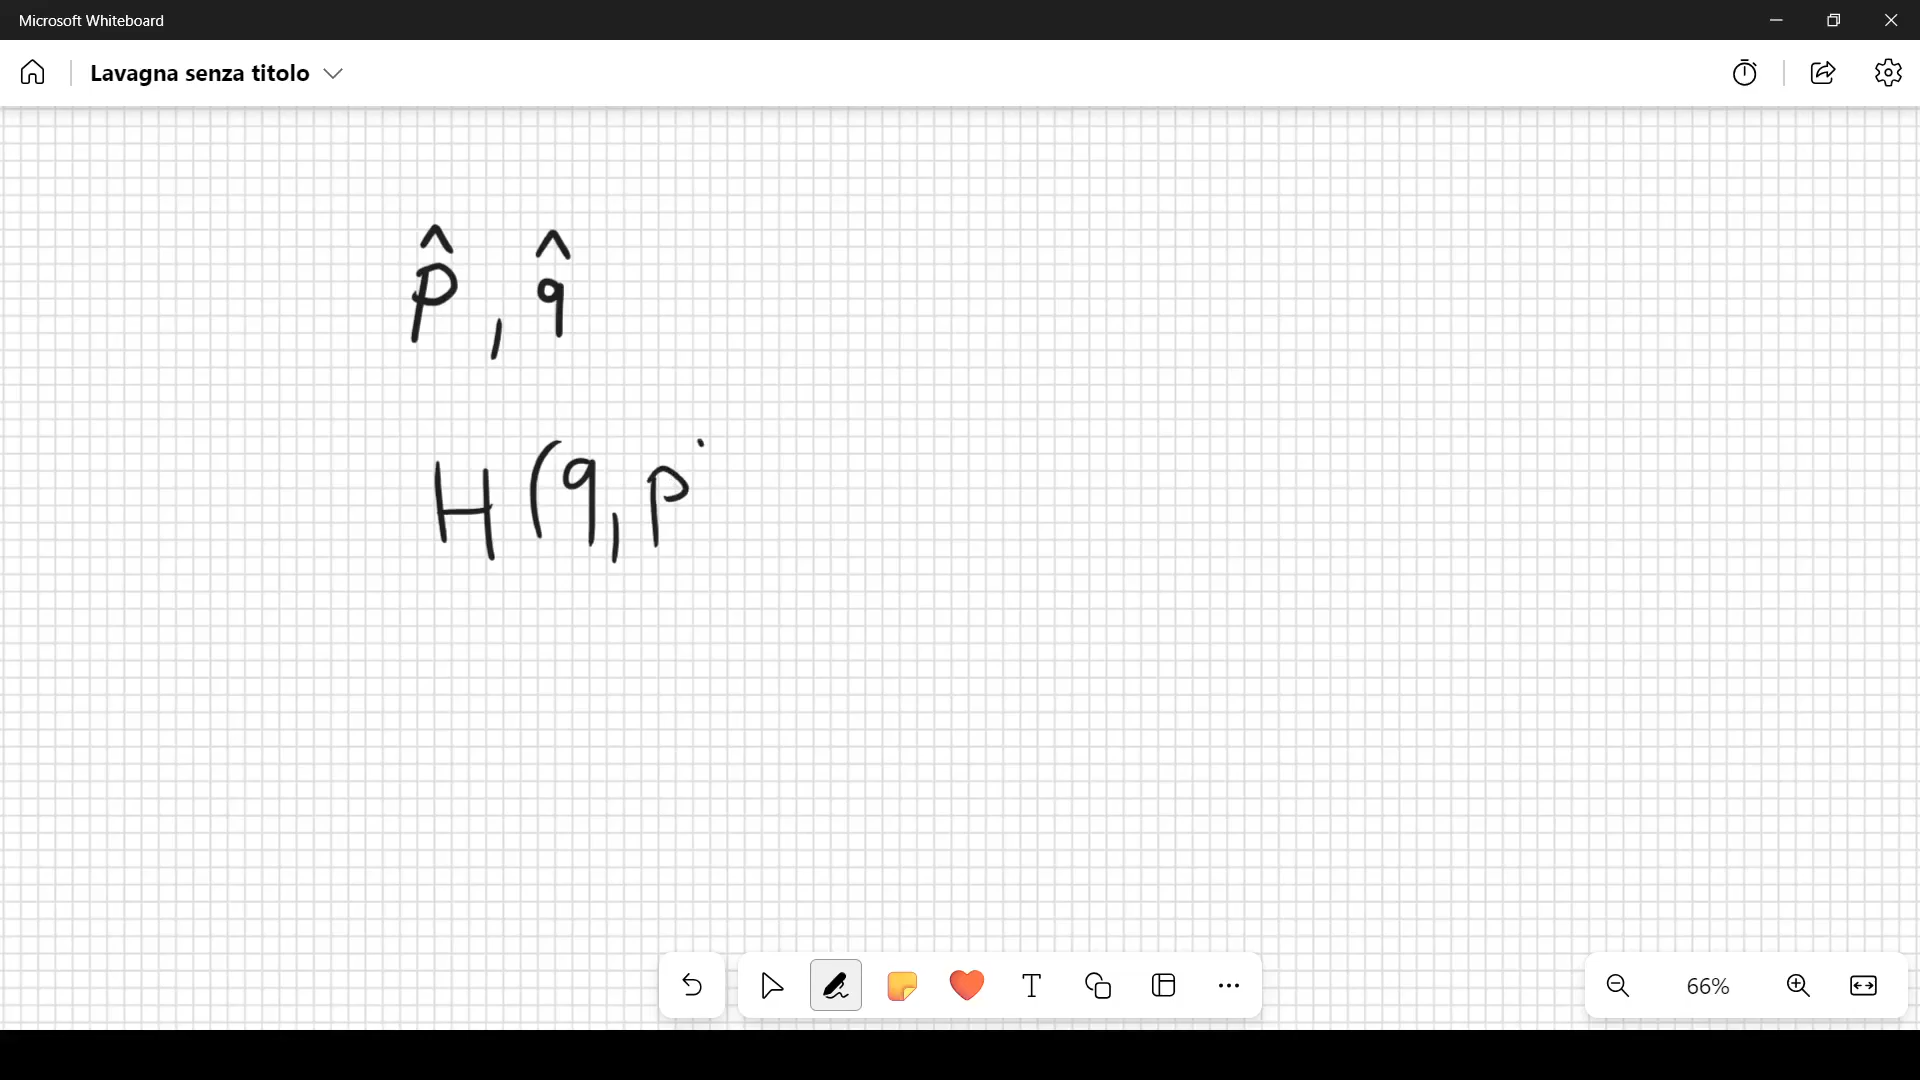 Microsoft Whiteboard
Lavagna senza titolo
p̂, q̂
H(q,p
66%